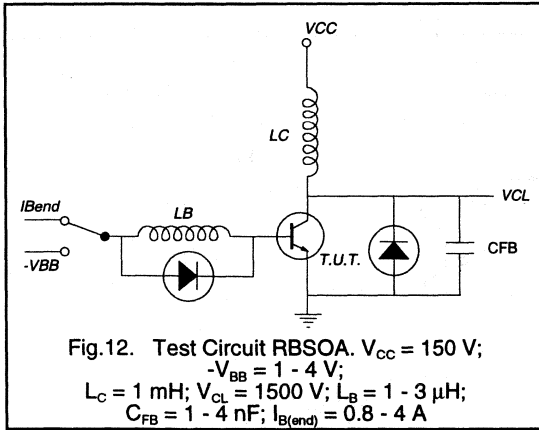 VCC
LC
IBend
LB
VCL
-VBB
T.U.T.
CFB
Fig.12. Test Circuit RBSOA. VCC = 150 V;
-VBB = 1 - 4 V;
LC = 1 mH; VCL = 1500 V; LB = 1 - 3 μH;
CFB = 1 - 4 nF; IB(end) = 0.8 - 4 A